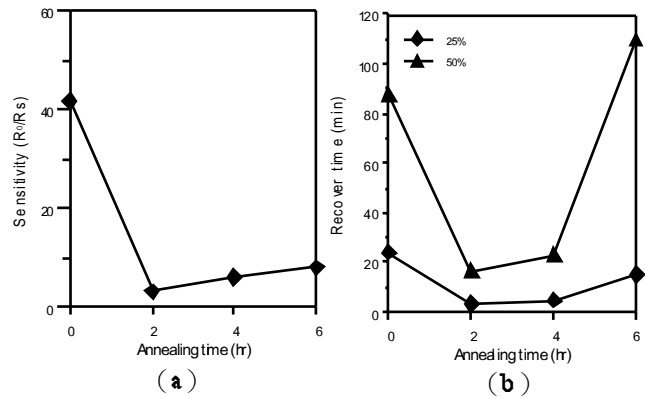 60
40
20
0
Sensitivity (R⁰/Rs)
0 2 4 6
Annealing time (hr)
(a)
120
100
80
60
40
20
0
Recover time (min)
25%
50%
0 2 4 6
Annealing time (hr)
(b)